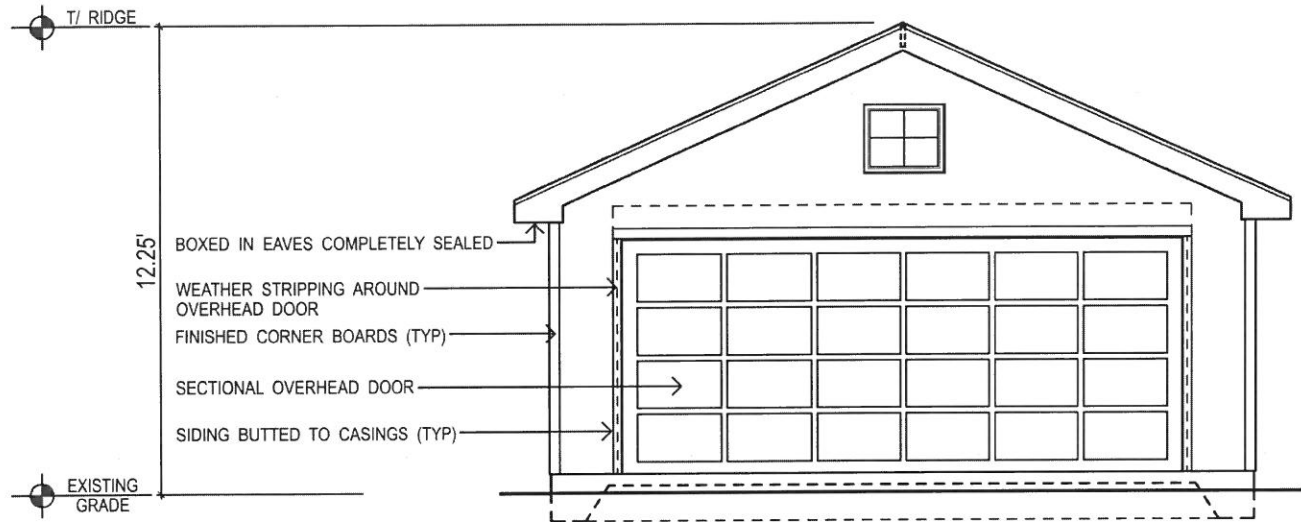 T/ RIDGE
12.25'
BOXED IN EAVES COMPLETELY SEALED
WEATHER STRIPPING AROUND
OVERHEAD DOOR
FINISHED CORNER BOARDS (TYP)
SECTIONAL OVERHEAD DOOR
SIDING BUTTED TO CASINGS (TYP)
EXISTING
GRADE